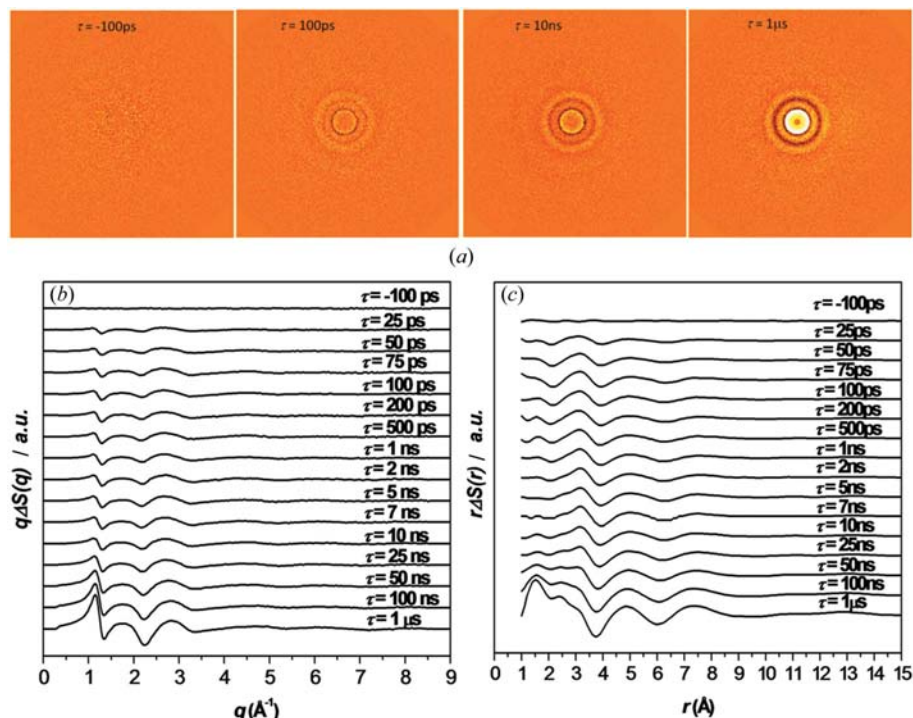 τ = -100ps
τ = 100ps
τ = 10ns
τ = 1μs
(a)
(b)
τ = -100 ps
τ = 25 ps
τ = 50 ps
τ = 75 ps
τ = 100 ps
τ = 200 ps
τ = 500 ps
τ = 1 ns
τ = 2 ns
τ = 5 ns
τ = 7 ns
τ = 10 ns
τ = 25 ns
τ = 50 ns
τ = 100 ns
τ = 1 μs
qΔS(q) / a.u.
0 1 2 3 4 5 6 7 8 9
q(Å⁻¹)
(c)
τ = -100ps
τ = 25ps
τ = 50ps
τ = 75ps
τ = 100ps
τ = 200ps
τ = 500ps
τ = 1ns
τ = 2ns
τ = 5ns
τ = 7ns
τ = 10ns
τ = 25ns
τ = 50ns
τ = 100ns
τ = 1μs
rΔS(r) / a.u.
0 1 2 3 4 5 6 7 8 9 10 11 12 13 14 15
r(Å)